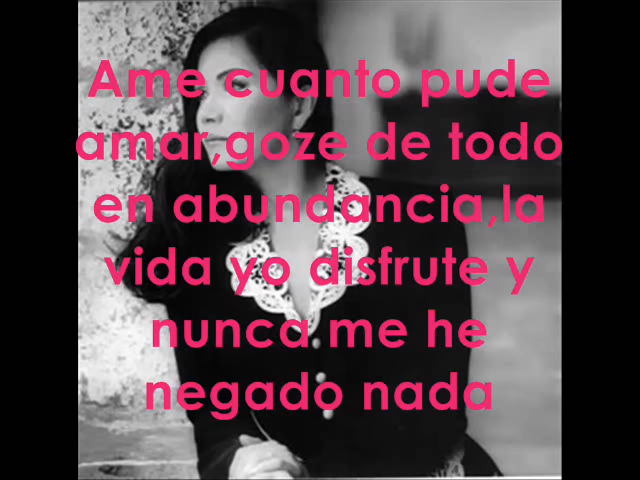 Ame cuanto pude
amar,goze de todo
en abundancia,la
vida yo disfrute y
nunca me he
negado nada